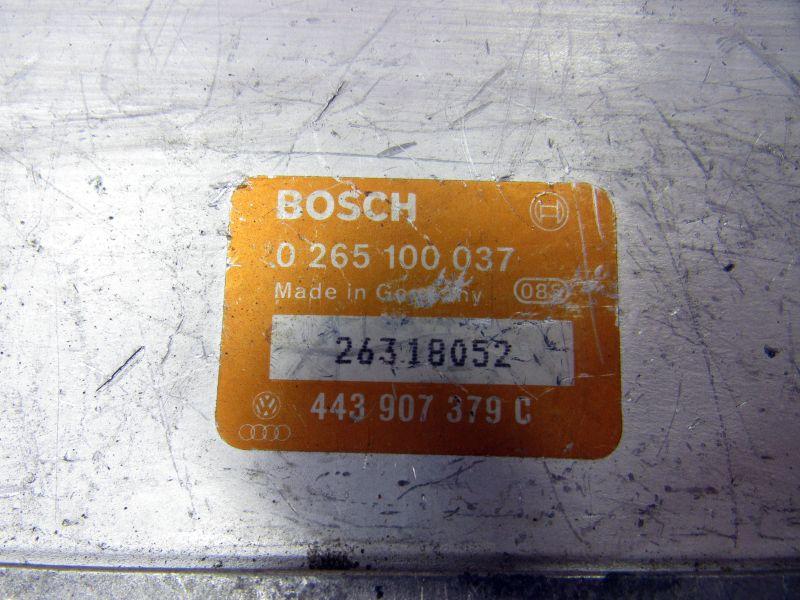 BOSCH
0 265 100 037
Made in Germany
26318052
443 907 379 C